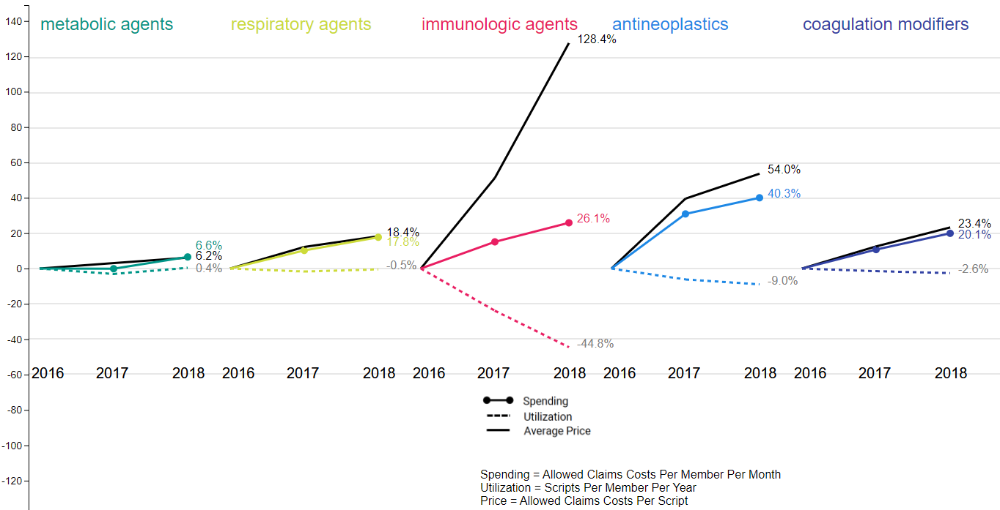 140
120
100
80
60
40
20
0
-20
-40
-60
-80
-100
-120
metabolic agents
6.6%
6.2%
0.4%
2016 2017 2018
respiratory agents
18.4%
17.8%
-0.5%
2016 2017 2018
immunologic agents
128.4%
26.1%
-44.8%
2016 2017 2018
antineoplastics
54.0%
40.3%
-9.0%
2016 2017 2018
coagulation modifiers
23.4%
20.1%
-2.6%
2016 2017 2018
Spending
Utilization
Average Price
Spending = Allowed Claims Costs Per Member Per Month
Utilization = Scripts Per Member Per Year
Price = Allowed Claims Costs Per Script